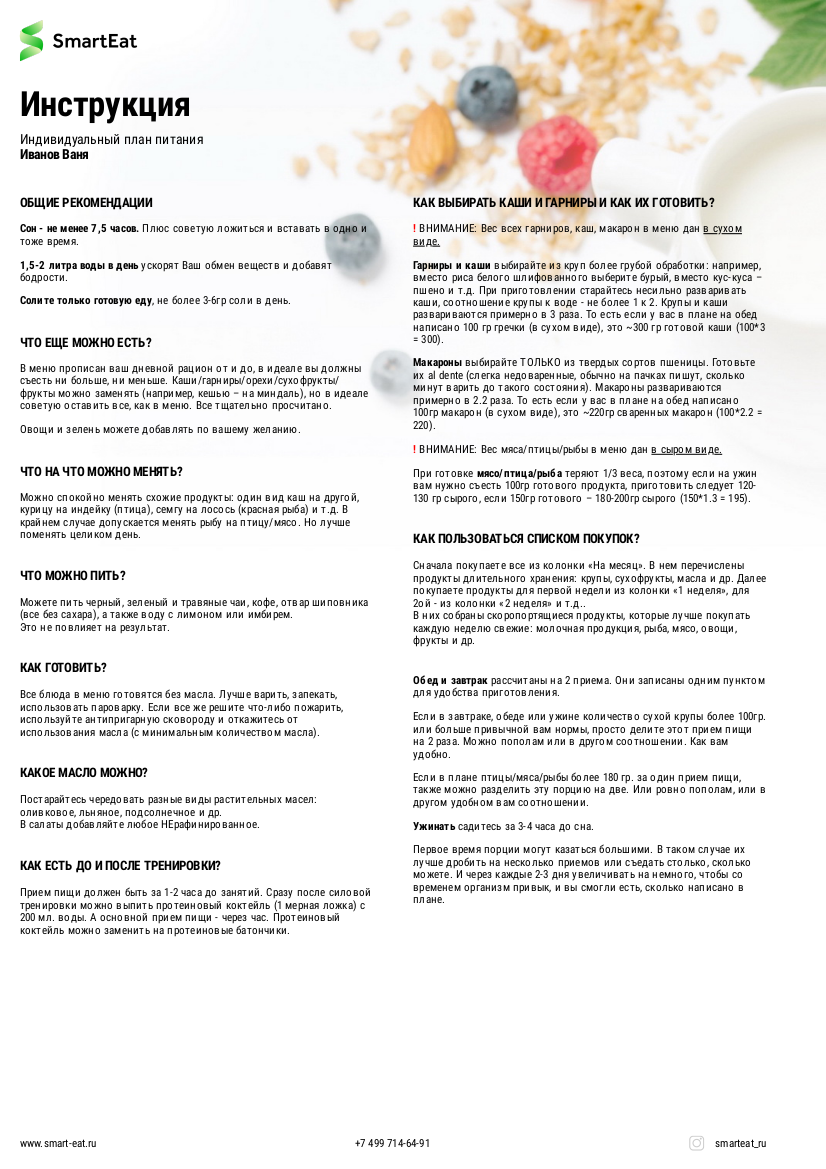 SmartEat
Инструкция
Индивидуальный план питания
Иванов Ваня
ОБЩИЕ РЕКОМЕНДАЦИИ
Сон - не менее 7,5 часов. Плюс советую ложиться и вставать в одно и
тоже время.
1,5-2 литра воды в день ускорят Ваш обмен веществ и добавят
бодрости.
Солите только готовую еду, не более 3-6гр соли в день.
ЧТО ЕЩЕ МОЖНО ЕСТЬ?
В меню прописан ваш дневной рацион от и до, в идеале вы должны
съесть ни больше, ни меньше. Каши/гарниры/орехи/сухофрукты/
фрукты можно заменять (например, кешью – на миндаль), но в идеале
советую оставить все, как в меню. Все тщательно просчитано.
Овощи и зелень можете добавлять по вашему желанию.
ЧТО НА ЧТО МОЖНО МЕНЯТЬ?
Можно спокойно менять схожие продукты: один вид каш на другой,
курицу на индейку (птица), семгу на лосось (красная рыба) и т.д. В
крайнем случае допускается менять рыбу на птицу/мясо. Но лучше
поменять целиком день.
ЧТО МОЖНО ПИТЬ?
Можете пить черный, зеленый и травяные чаи, кофе, отвар шиповника
(все без сахара), а также воду с лимоном или имбирем.
Это не повлияет на результат.
КАК ГОТОВИТЬ?
Все блюда в меню готовятся без масла. Лучше варить, запекать,
использовать пароварку. Если все же решите что-либо пожарить,
используйте антипригарную сковороду и откажитесь от
использования масла (с минимальным количеством масла).
КАКОЕ МАСЛО МОЖНО?
Постарайтесь чередовать разные виды растительных масел:
оливковое, льняное, подсолнечное и др.
В салаты добавляйте любое НЕрафинированное.
КАК ЕСТЬ ДО И ПОСЛЕ ТРЕНИРОВКИ?
Прием пищи должен быть за 1-2 часа до занятий. Сразу после силовой
тренировки можно выпить протеиновый коктейль (1 мерная ложка) с
200 мл. воды. А основной прием пищи - через час. Протеиновый
коктейль можно заменить на протеиновые батончики.
КАК ВЫБИРАТЬ КАШИ И ГАРНИРЫ И КАК ИХ ГОТОВИТЬ?
! ВНИМАНИЕ: Вес всех гарниров, каш, макарон в меню дан в сухом
виде.
Гарниры и каши выбирайте из круп более грубой обработки: например,
вместо риса белого шлифованного выберите бурый, вместо кус-куса –
пшено и т.д. При приготовлении старайтесь несильно разваривать
каши, соотношение крупы к воде - не более 1 к 2. Крупы и каши
развариваются примерно в 3 раза. То есть если у вас в плане на обед
написано 100 гр гречки (в сухом виде), это ~300 гр готовой каши (100*3
= 300).
Макароны выбирайте ТОЛЬКО из твердых сортов пшеницы. Готовьте
их al dente (слегка недоваренные, обычно на пачках пишут, сколько
минут варить до такого состояния). Макароны развариваются
примерно в 2.2 раза. То есть если у вас в плане на обед написано
100гр макарон (в сухом виде), это ~220гр сваренных макарон (100*2.2 =
220).
! ВНИМАНИЕ: Вес мяса/птицы/рыбы в меню дан в сыром виде.
При готовке мясо/птица/рыба теряют 1/3 веса, поэтому если на ужин
вам нужно съесть 100гр готового продукта, приготовить следует 120-
130 гр сырого, если 150гр готового – 180-200гр сырого (150*1.3 = 195).
КАК ПОЛЬЗОВАТЬСЯ СПИСКОМ ПОКУПОК?
Сначала покупаете все из колонки «На месяц». В нем перечислены
продукты длительного хранения: крупы, сухофрукты, масла и др. Далее
покупаете продукты для первой недели из колонки «1 неделя», для
2ой - из колонки «2 неделя» и т.д..
В них собраны скоропортящиеся продукты, которые лучше покупать
каждую неделю свежие: молочная продукция, рыба, мясо, овощи,
фрукты и др.
Обед и завтрак рассчитаны на 2 приема. Они записаны одним пунктом
для удобства приготовления.
Если в завтраке, обеде или ужине количество сухой крупы более 100гр.
или больше привычной вам нормы, просто делите этот прием пищи
на 2 раза. Можно пополам или в другом соотношении. Как вам
удобно.
Если в плане птицы/мяса/рыбы более 180 гр. за один прием пищи,
также можно разделить эту порцию на две. Или ровно пополам, или в
другом удобном вам соотношении.
Ужинать садитесь за 3-4 часа до сна.
Первое время порции могут казаться большими. В таком случае их
лучше дробить на несколько приемов или съедать столько, сколько
можете. И через каждые 2-3 дня увеличивать на немного, чтобы со
временем организм привык, и вы смогли есть, сколько написано в
плане.
www.smart-eat.ru
+7 499 714-64-91
smarteat_ru